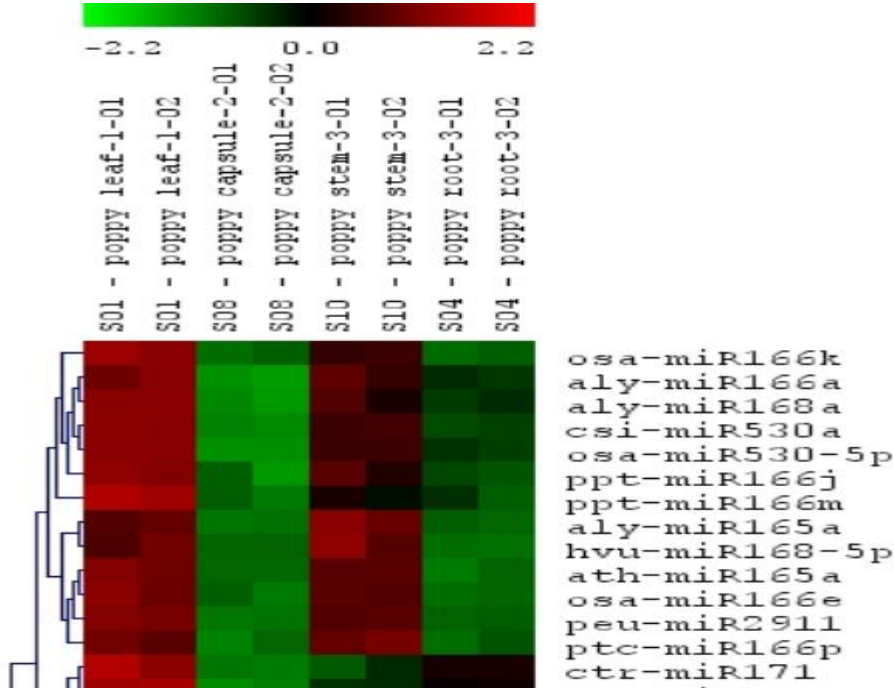 -2.2 0.0 2.2
S01 - poppy leaf-1-01
S01 - poppy leaf-1-02
S08 - poppy capsule-2-01
S08 - poppy capsule-2-02
S10 - poppy stem-3-01
S10 - poppy stem-3-02
S04 - poppy root-3-01
S04 - poppy root-3-02
osa-miR166k
aly-miR166a
aly-miR168a
csi-miR530a
osa-miR530-5p
ppt-miR166j
ppt-miR166m
aly-miR165a
hvu-miR168-5p
ath-miR165a
osa-miR166e
peu-miR2911
ptc-miR166p
ctr-miR171